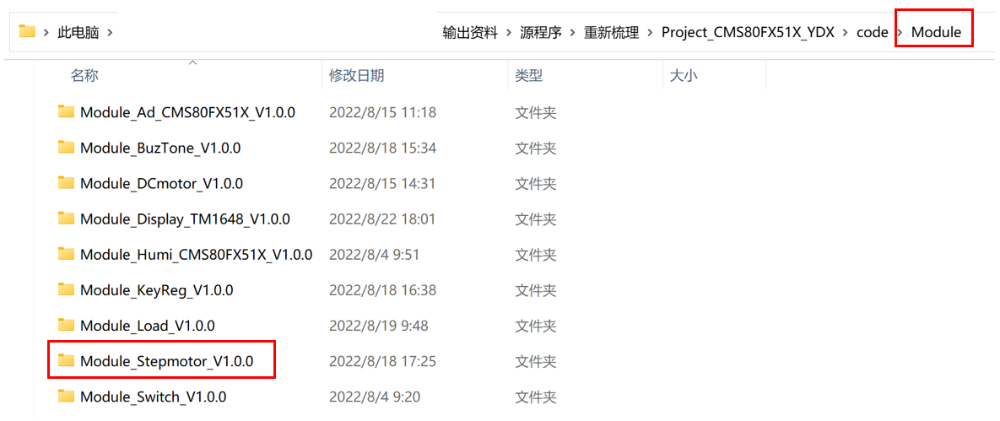 此电脑 输出资料 源程序 重新梳理 Project_CMS80FX51X_YDX code Module
名称 修改日期 类型 大小
Module_Ad_CMS80FX51X_V1.0.0 2022/8/15 11:18 文件夹
Module_BuzTone_V1.0.0 2022/8/18 15:34 文件夹
Module_DCmotor_V1.0.0 2022/8/15 14:31 文件夹
Module_Display_TM1648_V1.0.0 2022/8/22 18:01 文件夹
Module_Humi_CMS80FX51X_V1.0.0 2022/8/4 9:51 文件夹
Module_KeyReg_V1.0.0 2022/8/18 16:38 文件夹
Module_Load_V1.0.0 2022/8/19 9:48 文件夹
Module_Stepmotor_V1.0.0 2022/8/18 17:25 文件夹
Module_Switch_V1.0.0 2022/8/4 9:20 文件夹